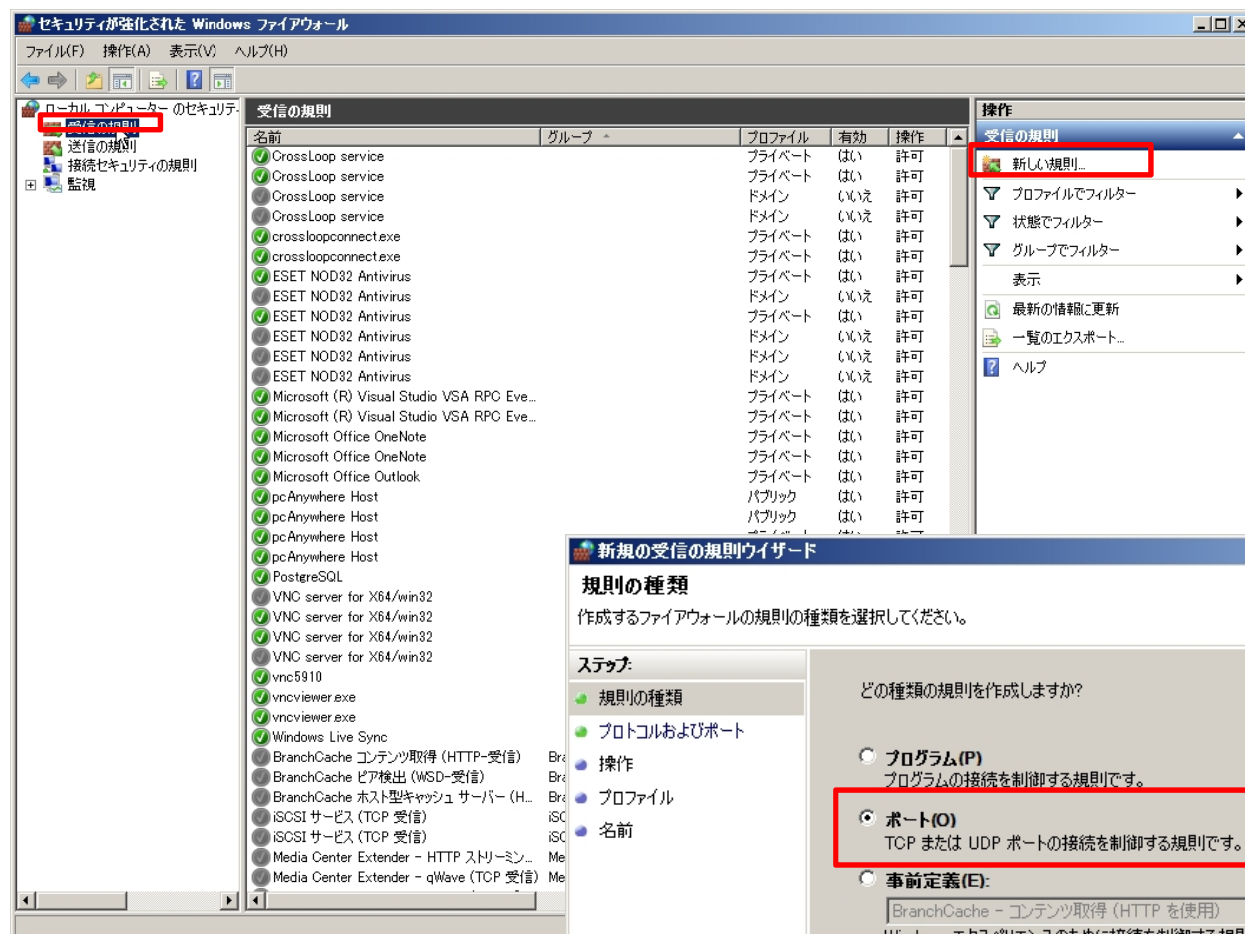 セキュリティが強化された Windows ファイアウォール
ファイル(F) 操作(A) 表示(V) ヘルプ(H)
ローカル コンピューター のセキュリテ
受信の規則
送信の規則
接続セキュリティの規則
監視
受信の規則
名前 グループ プロファイル 有効 操作
CrossLoop service プライベート はい 許可
CrossLoop service プライベート はい 許可
CrossLoop service ドメイン いいえ 許可
CrossLoop service ドメイン いいえ 許可
crossloopconnect.exe プライベート はい 許可
crossloopconnect.exe プライベート はい 許可
ESET NOD32 Antivirus プライベート はい 許可
ESET NOD32 Antivirus ドメイン いいえ 許可
ESET NOD32 Antivirus プライベート はい 許可
ESET NOD32 Antivirus ドメイン いいえ 許可
ESET NOD32 Antivirus ドメイン いいえ 許可
ESET NOD32 Antivirus ドメイン いいえ 許可
Microsoft (R) Visual Studio VSA RPC Eve... プライベート はい 許可
Microsoft (R) Visual Studio VSA RPC Eve... プライベート はい 許可
Microsoft Office OneNote プライベート はい 許可
Microsoft Office OneNote プライベート はい 許可
Microsoft Office Outlook プライベート はい 許可
pcAnywhere Host パブリック はい 許可
pcAnywhere Host パブリック はい 許可
pcAnywhere Host
pcAnywhere Host
PostgreSQL
VNC server for X64/win32
VNC server for X64/win32
VNC server for X64/win32
VNC server for X64/win32
vnc5910
vncviewer.exe
vncviewer.exe
Windows Live Sync
BranchCache コンテンツ取得 (HTTP-受信) Bra
BranchCache ピア検出 (WSD-受信) Bra
BranchCache ホスト型キャッシュ サーバー (H... Bra
iSCSI サービス (TCP 受信) iSC
iSCSI サービス (TCP 受信) iSC
Media Center Extender - HTTP ストリーミン... Me
Media Center Extender - qWave (TCP 受信) Me
操作
受信の規則
新しい規則...
プロファイルでフィルター
状態でフィルター
グループでフィルター
表示
最新の情報に更新
一覧のエクスポート...
ヘルプ
新規の受信の規則ウィザード
規則の種類
作成するファイアウォールの規則の種類を選択してください。
ステップ:
規則の種類
プロトコルおよびポート
操作
プロファイル
名前
どの種類の規則を作成しますか?
プログラム(P)
プログラムの接続を制御する規則です。
ポート(O)
TCP または UDP ポートの接続を制御する規則です。
事前定義(E):
BranchCache - コンテンツ取得 (HTTP を使用)